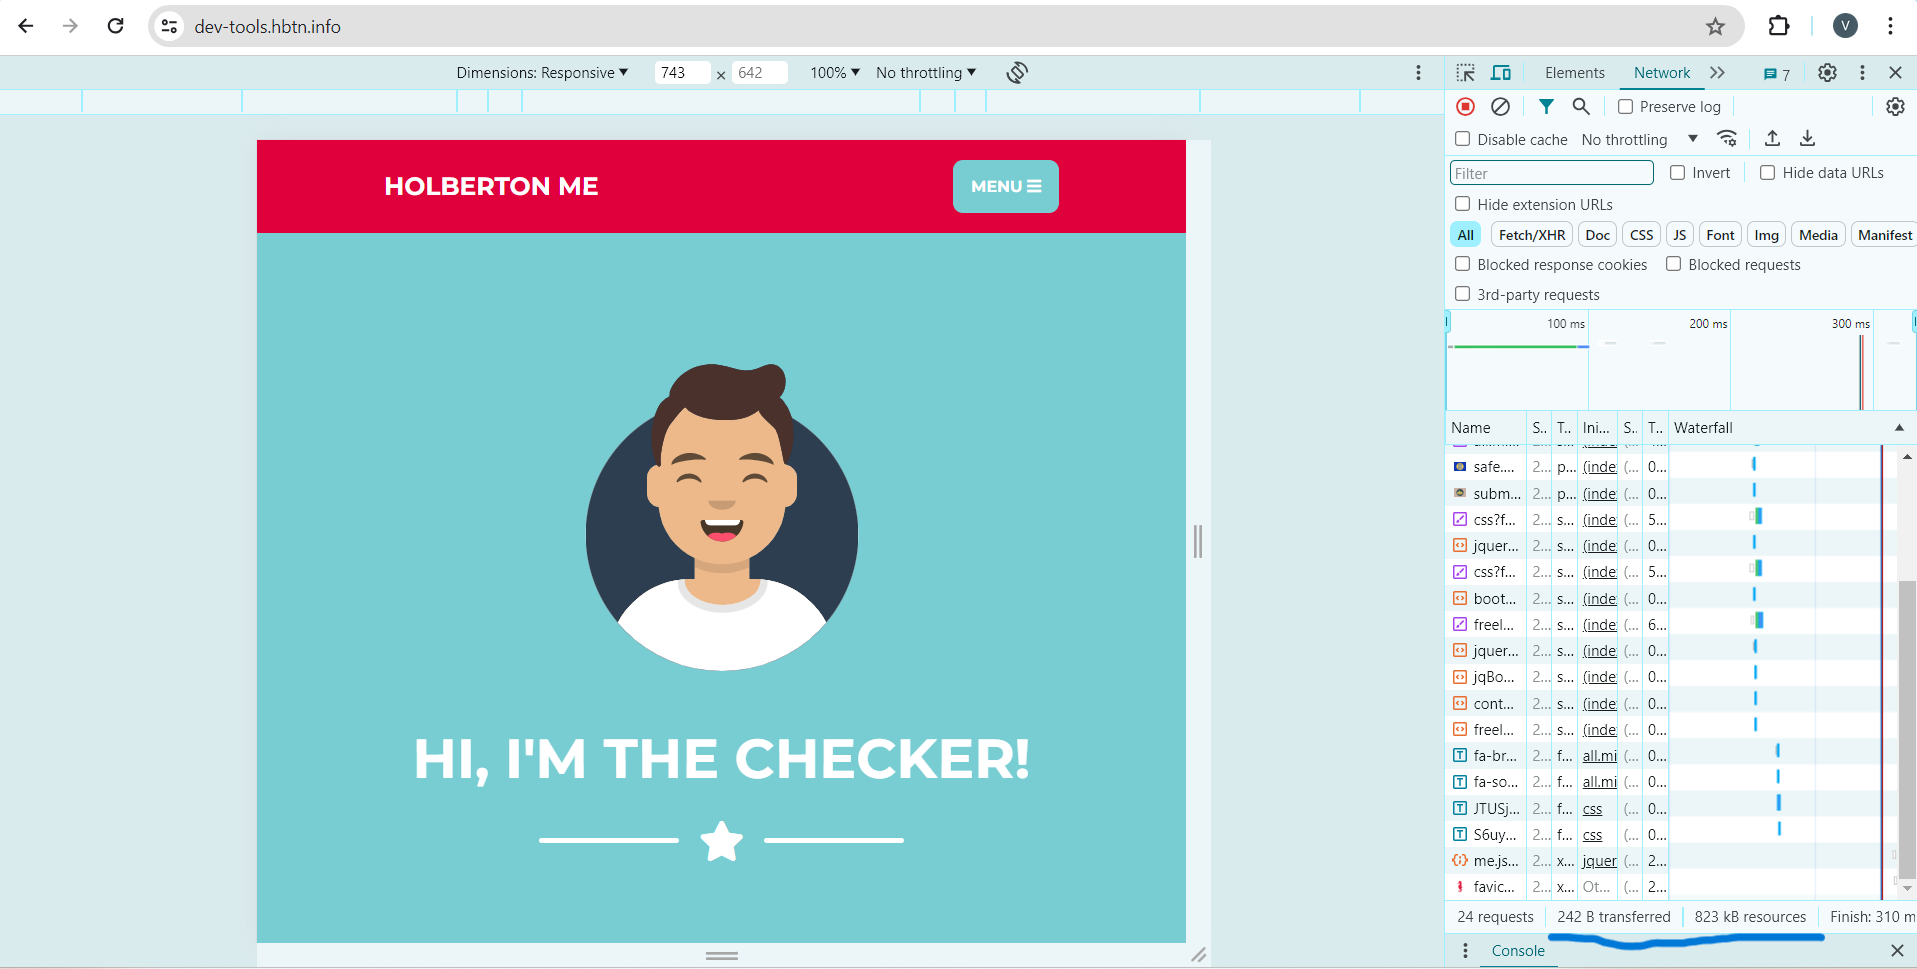 dev-tools.hbtn.info
V
Dimensions: Responsive 743 × 642 100% No throttling
Elements Network 7
Preserve log
Disable cache No throttling
Filter Invert Hide data URLs
Hide extension URLs
All Fetch/XHR Doc CSS JS Font Img Media Manifest
Blocked response cookies Blocked requests
3rd-party requests
100 ms 200 ms 300 ms
Name S.. T.. Ini... S.. T.. Waterfall
safe.... 2... p... (inde (... 0...
subm... 2... p... (inde (... 0...
css?f... 2... s... (inde (... 5...
jquer... 2... s... (inde (... 0...
css?f... 2... s... (inde (... 5...
boot... 2... s... (inde (... 0...
freel... 2... s... (inde (... 6...
jquer... 2... s... (inde (... 0...
jqBo... 2... s... (inde (... 0...
cont... 2... s... (inde (... 0...
freel... 2... s... (inde (... 0...
fa-br... 2... f... all.mi (... 0...
fa-so... 2... f... all.mi (... 0...
JTUSj... 2... f... css (... 0...
S6uy... 2... f... css (... 0...
me.js... 2... x... jquer (... 2...
favic... 2... x... Ot... (... 2...
24 requests 242 B transferred 823 kB resources Finish: 310 m
Console
HOLBERTON ME
MENU
HI, I'M THE CHECKER!